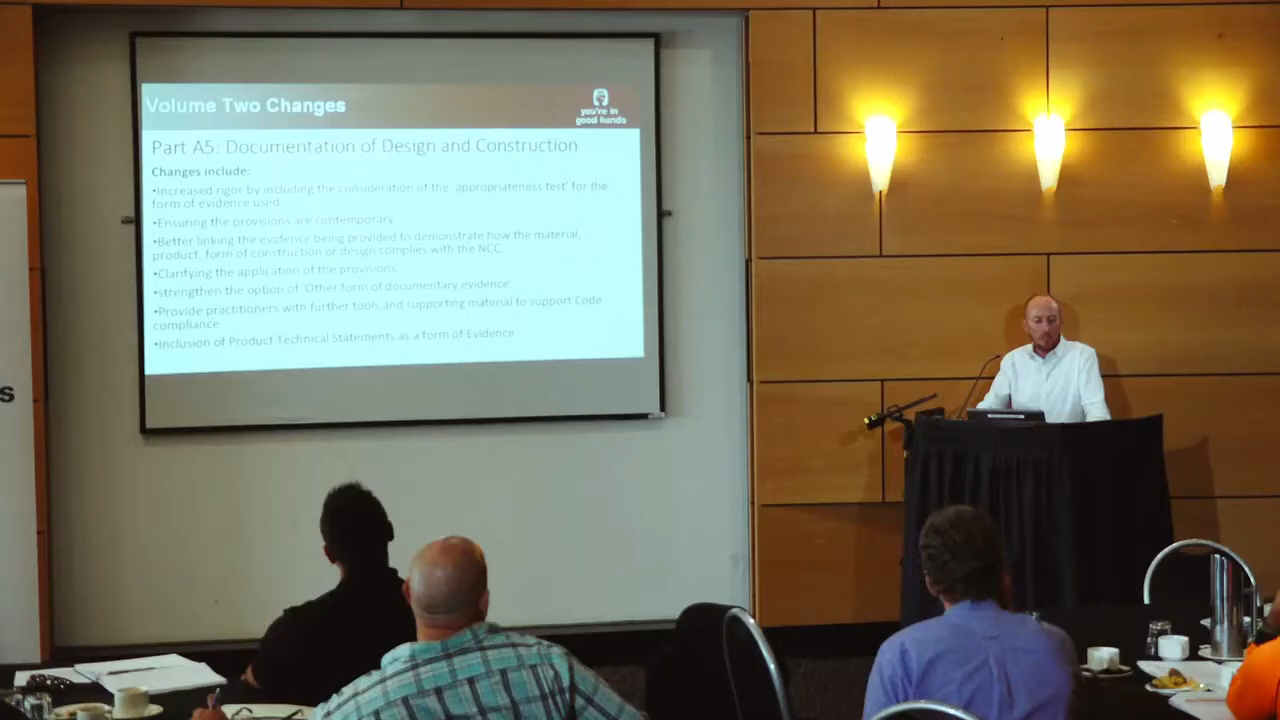 Volume Two Changes
you're in
good hands
Part A5: Documentation of Design and Construction
Changes include:
•Increased rigor by including the consideration of the 'appropriateness test' for the
form of evidence used
•Ensuring the provisions are contemporary
•Better linking the evidence being provided to demonstrate how the material,
product, form of construction or design complies with the NCC
•Clarifying the application of the provisions
•strengthen the option of 'Other form of documentary evidence'
•Provide practitioners with further tools and supporting material to support Code
compliance
•Inclusion of Product Technical Statements as a form of Evidence
s